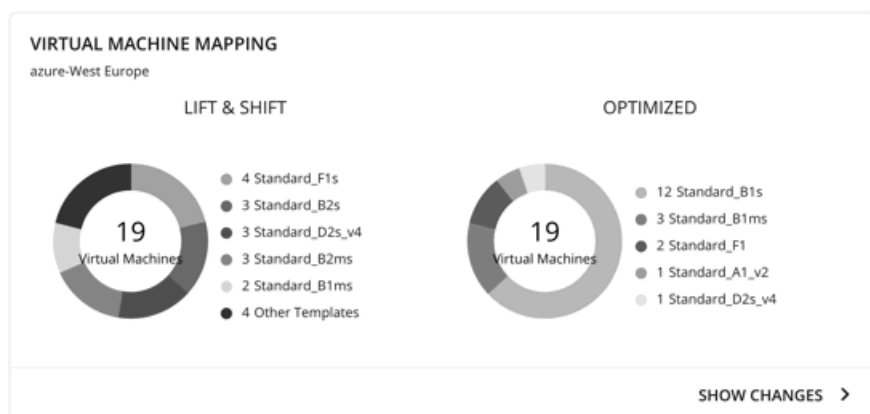 VIRTUAL MACHINE MAPPING
azure-West Europe
LIFT & SHIFT
19
Virtual Machines
4 Standard_F1s
3 Standard_B2s
3 Standard_D2s_v4
3 Standard_B2ms
2 Standard_B1ms
4 Other Templates
OPTIMIZED
19
Virtual Machines
12 Standard_B1s
3 Standard_B1ms
2 Standard_F1
1 Standard_A1_v2
1 Standard_D2s_v4
SHOW CHANGES